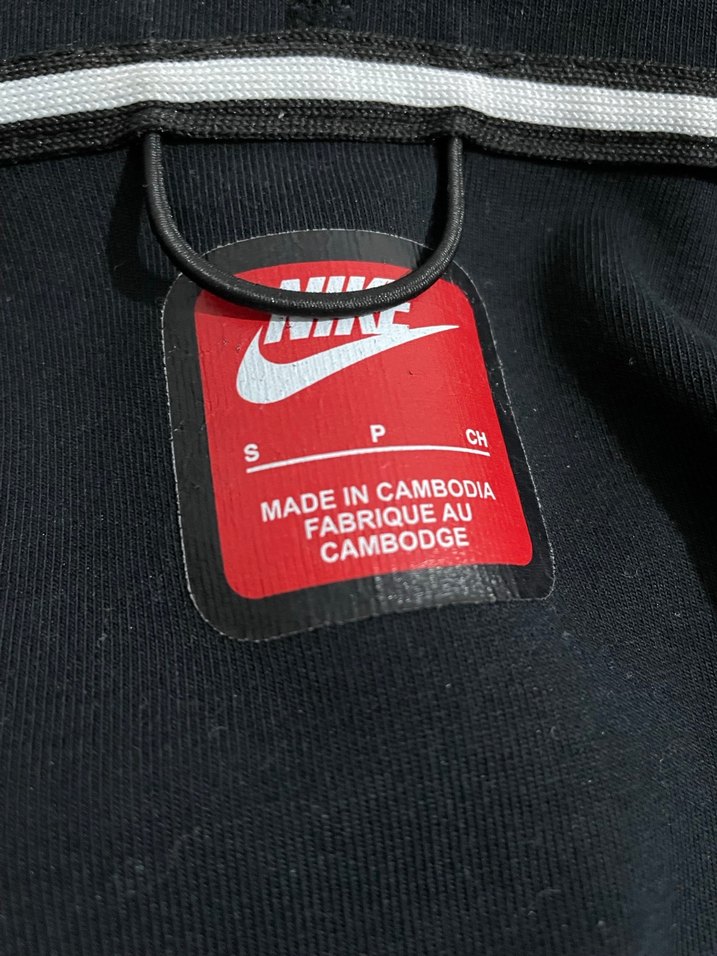 NIKE
S P CH
MADE IN CAMBODIA
FABRIQUE AU
CAMBODGE